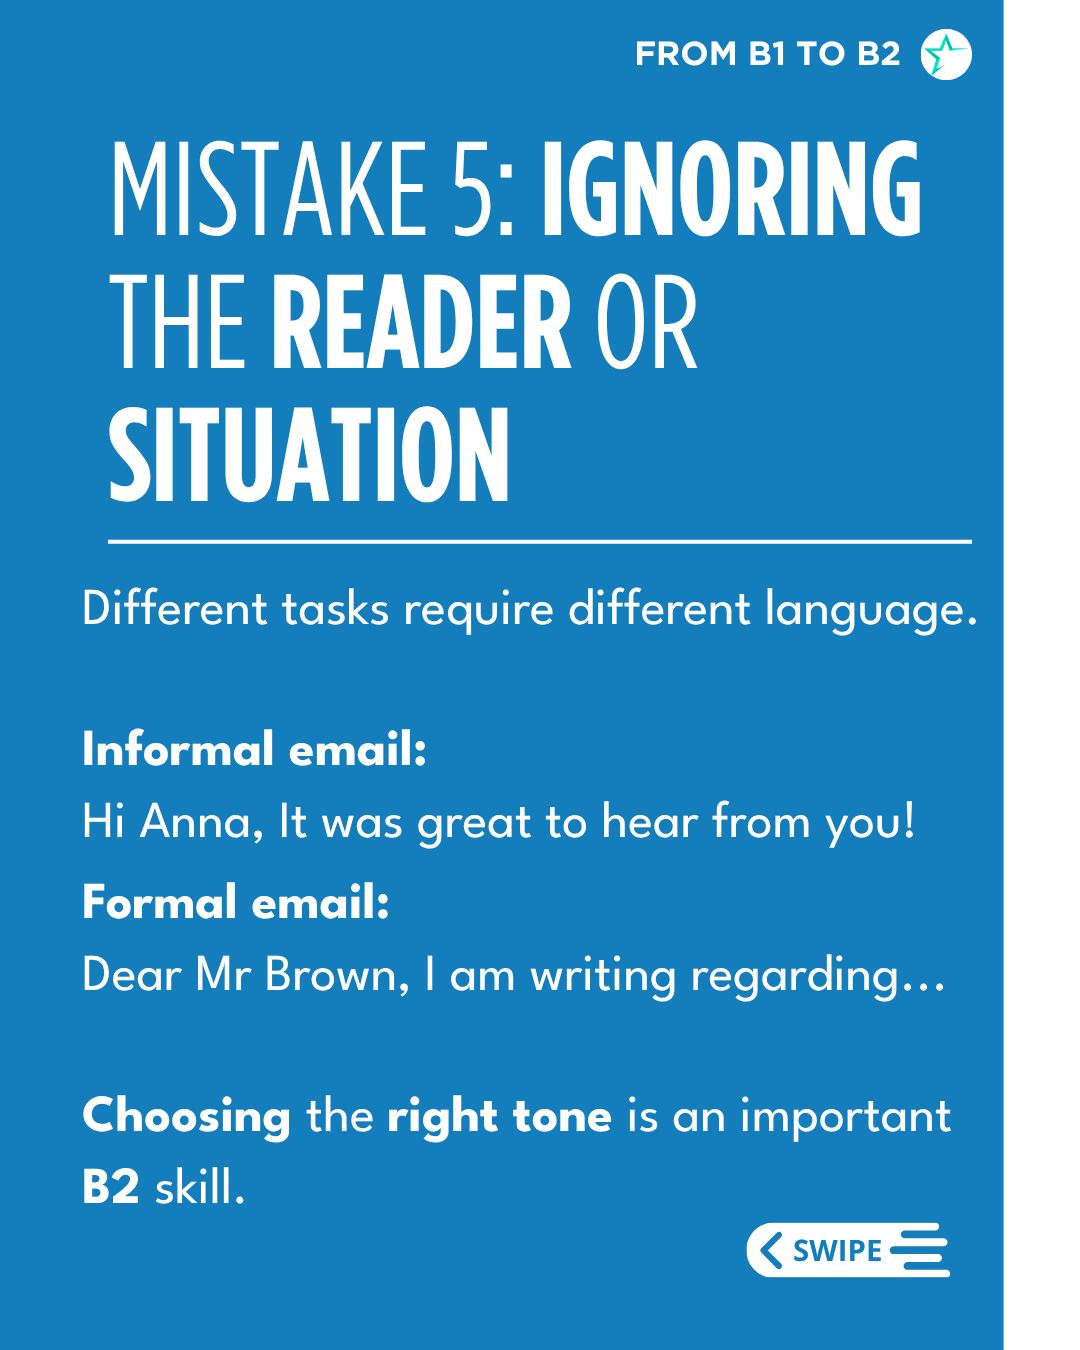 FROM B1 TO B2
MISTAKE 5: IGNORING
THE READER OR
SITUATION
Different tasks require different language.
Informal email:
Hi Anna, It was great to hear from you!
Formal email:
Dear Mr Brown, I am writing regarding...
Choosing the right tone is an important
B2 skill.
SWIPE